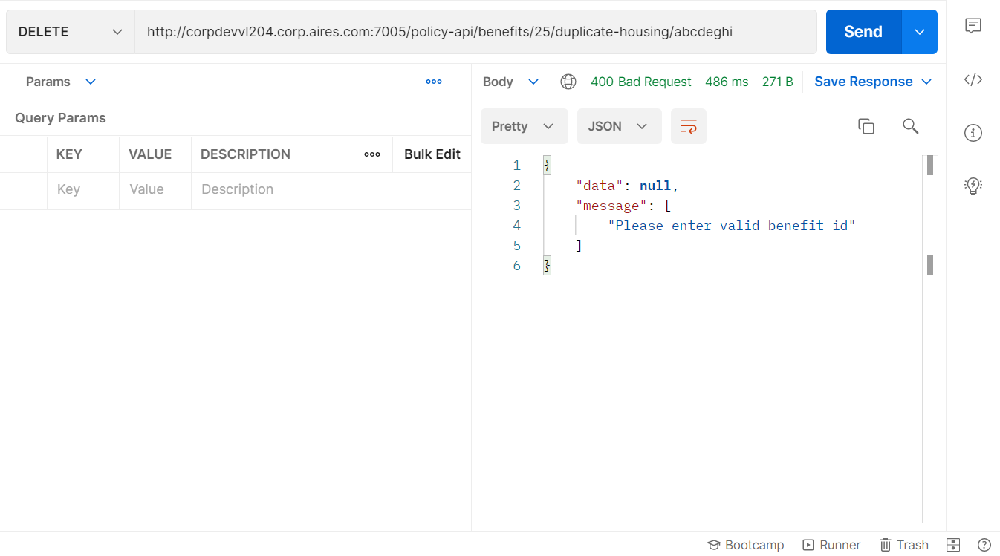 DELETE http://corpdevvl204.corp.aires.com:7005/policy-api/benefits/25/duplicate-housing/abcdeghi Send
Params
Query Params
KEY VALUE DESCRIPTION Bulk Edit
Key Value Description
Body 400 Bad Request 486 ms 271 B Save Response
Pretty JSON
1 {
2 "data": null,
3 "message": [
4 "Please enter valid benefit id"
5 ]
6 }
Bootcamp Runner Trash